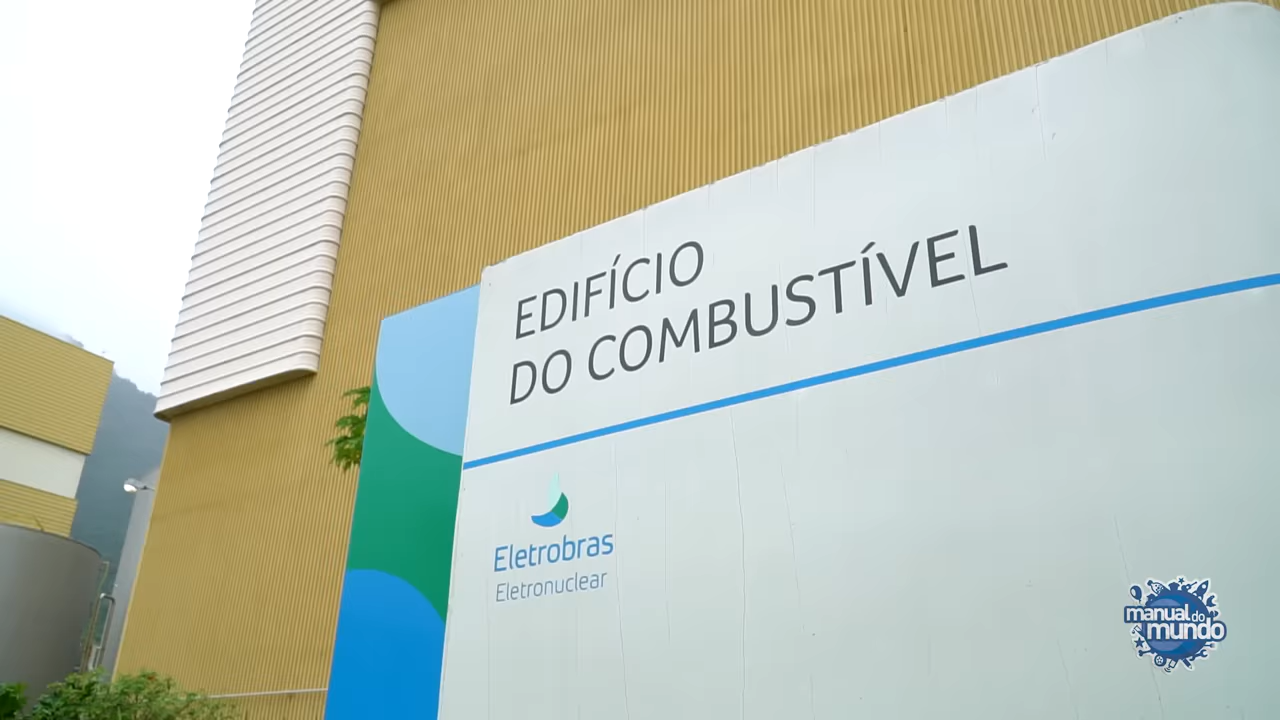 EDIFÍCIO
DO COMBUSTÍVEL
Eletrobras
Eletronuclear
manual do
mundo